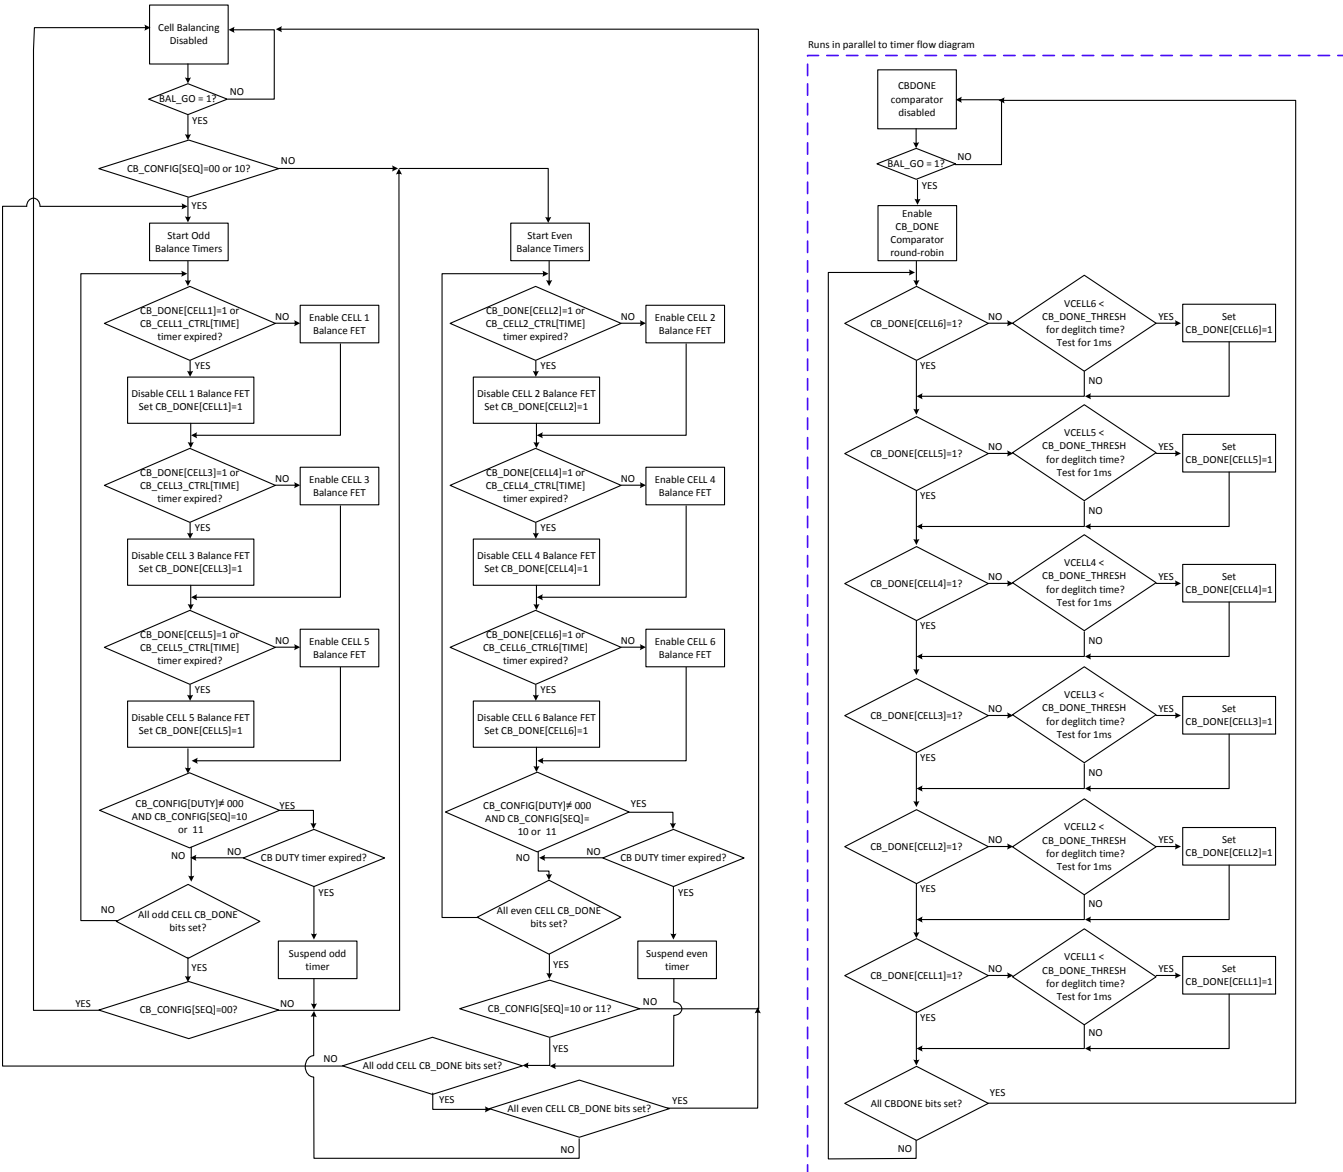 Cell Balancing
Disabled
BAL_GO = 1?
NO
YES
CB_CONFIG[SEQ]=00 or 10?
NO
YES
Start Odd
Balance Timers
CB_DONE[CELL1]=1 or
CB_CELL1_CTRL[TIME]
timer expired?
NO
Enable CELL 1
Balance FET
YES
Disable CELL 1 Balance FET
Set CB_DONE[CELL1]=1
CB_DONE[CELL3]=1 or
CB_CELL3_CTRL[TIME]
timer expired?
NO
Enable CELL 3
Balance FET
YES
Disable CELL 3 Balance FET
Set CB_DONE[CELL3]=1
CB_DONE[CELL5]=1 or
CB_CELL5_CTRL[TIME]
timer expired?
NO
Enable CELL 5
Balance FET
YES
Disable CELL 5 Balance FET
Set CB_DONE[CELL5]=1
CB_CONFIG[DUTY]≠ 000
AND CB_CONFIG[SEQ]=10
or 11
YES
NO
NO
CB DUTY timer expired?
YES
All odd CELL CB_DONE
bits set?
NO
YES
Suspend odd
timer
CB_CONFIG[SEQ]=00?
YES
NO
Start Even
Balance Timers
CB_DONE[CELL2]=1 or
CB_CELL2_CTRL[TIME]
timer expired?
NO
Enable CELL 2
Balance FET
YES
Disable CELL 2 Balance FET
Set CB_DONE[CELL2]=1
CB_DONE[CELL4]=1 or
CB_CELL4_CTRL[TIME]
timer expired?
NO
Enable CELL 4
Balance FET
YES
Disable CELL 4 Balance FET
Set CB_DONE[CELL4]=1
CB_DONE[CELL6]=1 or
CB_CELL6_CTRL6[TIME]
timer expired?
NO
Enable CELL 6
Balance FET
YES
Disable CELL 6 Balance FET
Set CB_DONE[CELL6]=1
CB_CONFIG[DUTY]≠ 000
AND CB_CONFIG[SEQ]=
10 or 11
YES
NO
NO
CB DUTY timer expired?
YES
All even CELL CB_DONE
bits set?
YES
Suspend even
timer
CB_CONFIG[SEQ]=10 or 11?
NO
YES
All odd CELL CB_DONE bits set?
NO
YES
All even CELL CB_DONE bits set?
YES
NO
Runs in parallel to timer flow diagram
CBDONE
comparator
disabled
BAL_GO = 1?
NO
YES
Enable
CB_DONE
Comparator
round-robin
CB_DONE[CELL6]=1?
NO
VCELL6 <
CB_DONE_THRESH
for deglitch time?
Test for 1ms
YES
Set
CB_DONE[CELL6]=1
YES
NO
CB_DONE[CELL5]=1?
NO
VCELL5 <
CB_DONE_THRESH
for deglitch time?
Test for 1ms
YES
Set
CB_DONE[CELL5]=1
YES
NO
CB_DONE[CELL4]=1?
NO
VCELL4 <
CB_DONE_THRESH
for deglitch time?
Test for 1ms
YES
Set
CB_DONE[CELL4]=1
YES
NO
CB_DONE[CELL3]=1?
NO
VCELL3 <
CB_DONE_THRESH
for deglitch time?
Test for 1ms
YES
Set
CB_DONE[CELL3]=1
YES
NO
CB_DONE[CELL2]=1?
NO
VCELL2 <
CB_DONE_THRESH
for deglitch time?
Test for 1ms
YES
Set
CB_DONE[CELL2]=1
YES
NO
CB_DONE[CELL1]=1?
NO
VCELL1 <
CB_DONE_THRESH
for deglitch time?
Test for 1ms
YES
Set
CB_DONE[CELL1]=1
YES
NO
All CBDONE bits set?
YES
NO